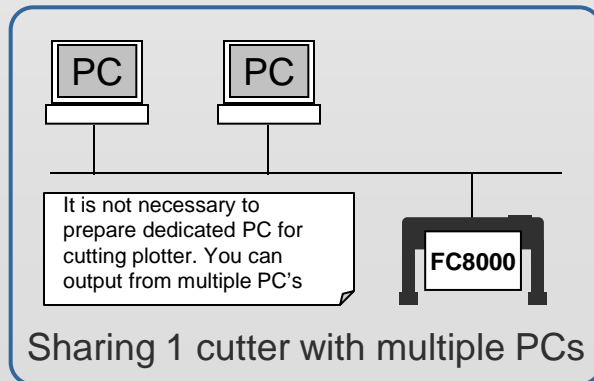 PC
PC
It is not necessary to
prepare dedicated PC for
cutting plotter. You can
output from multiple PC's
FC8000
Sharing 1 cutter with multiple PCs